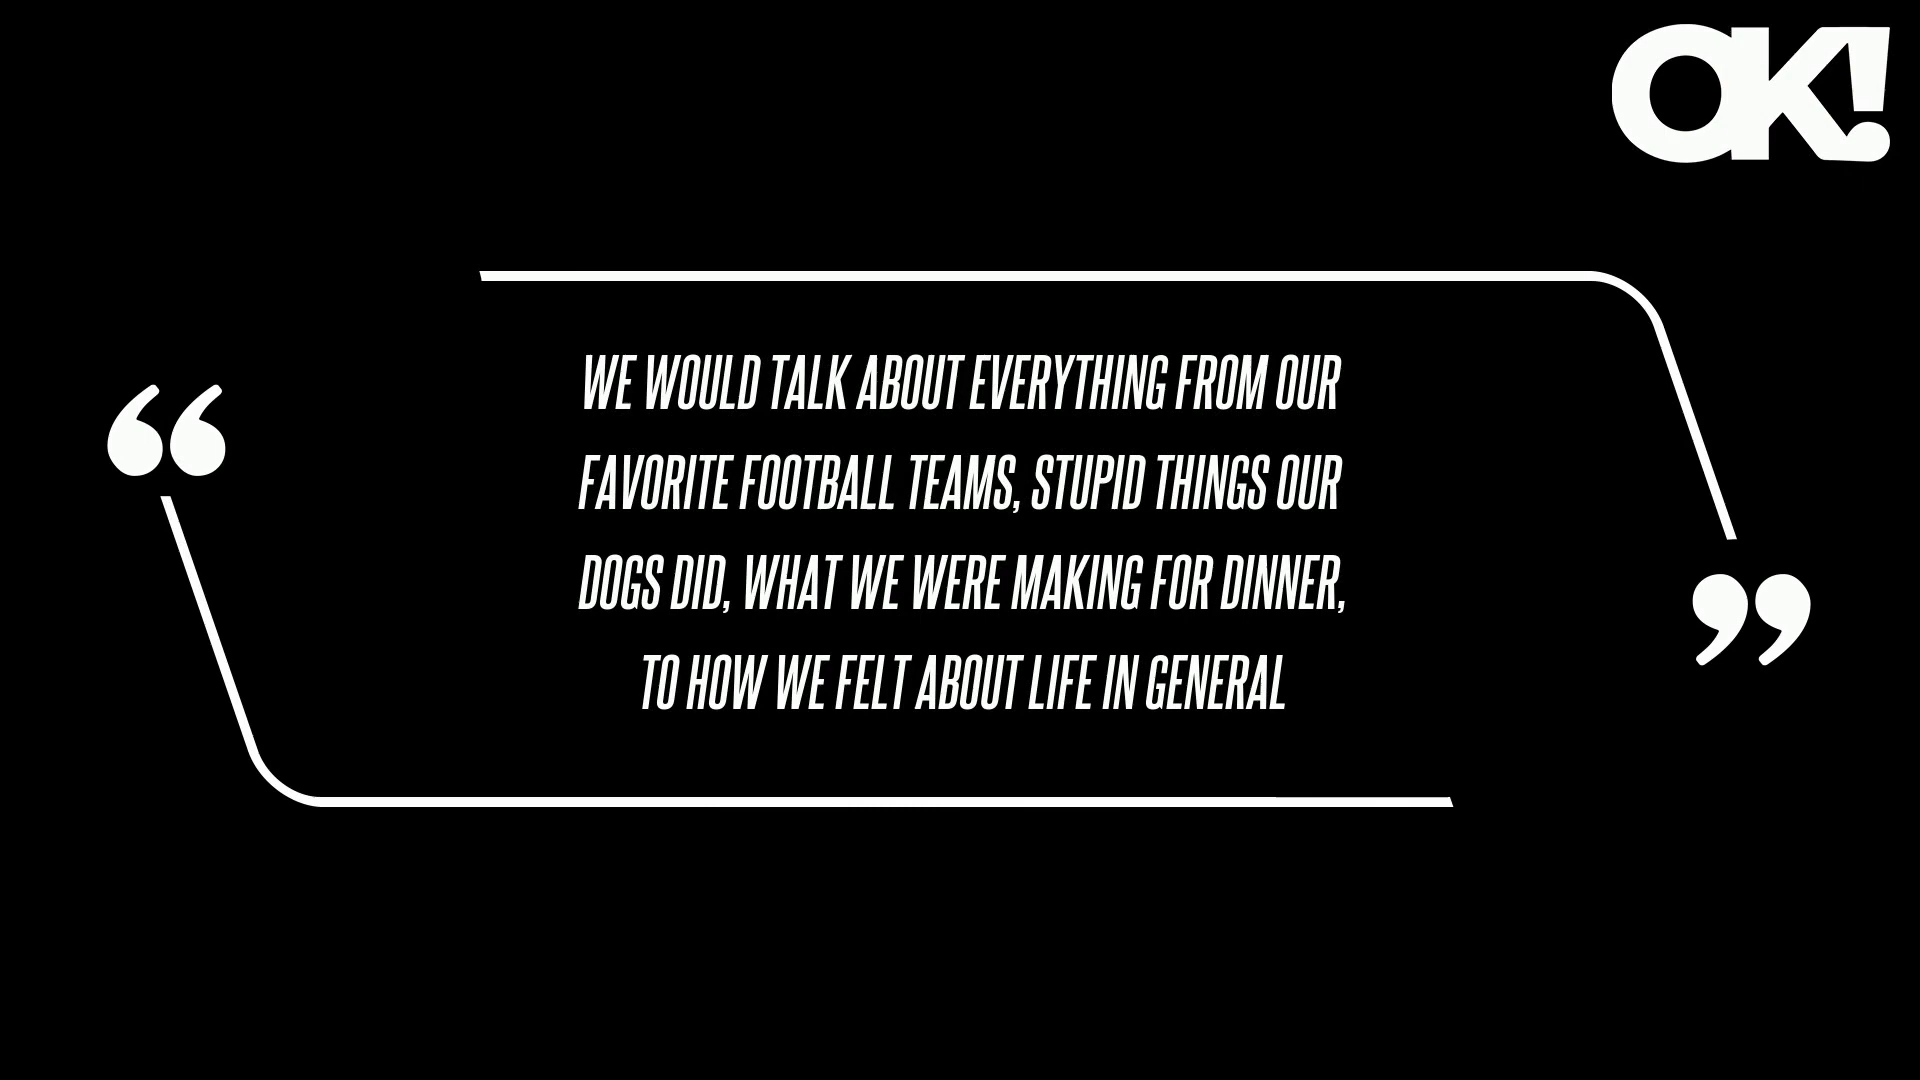 OK!
WE WOULD TALK ABOUT EVERYTHING FROM OUR
FAVORITE FOOTBALL TEAMS, STUPID THINGS OUR
DOGS DID, WHAT WE WERE MAKING FOR DINNER,
TO HOW WE FELT ABOUT LIFE IN GENERAL